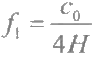 f₁ = c₀ / 4H